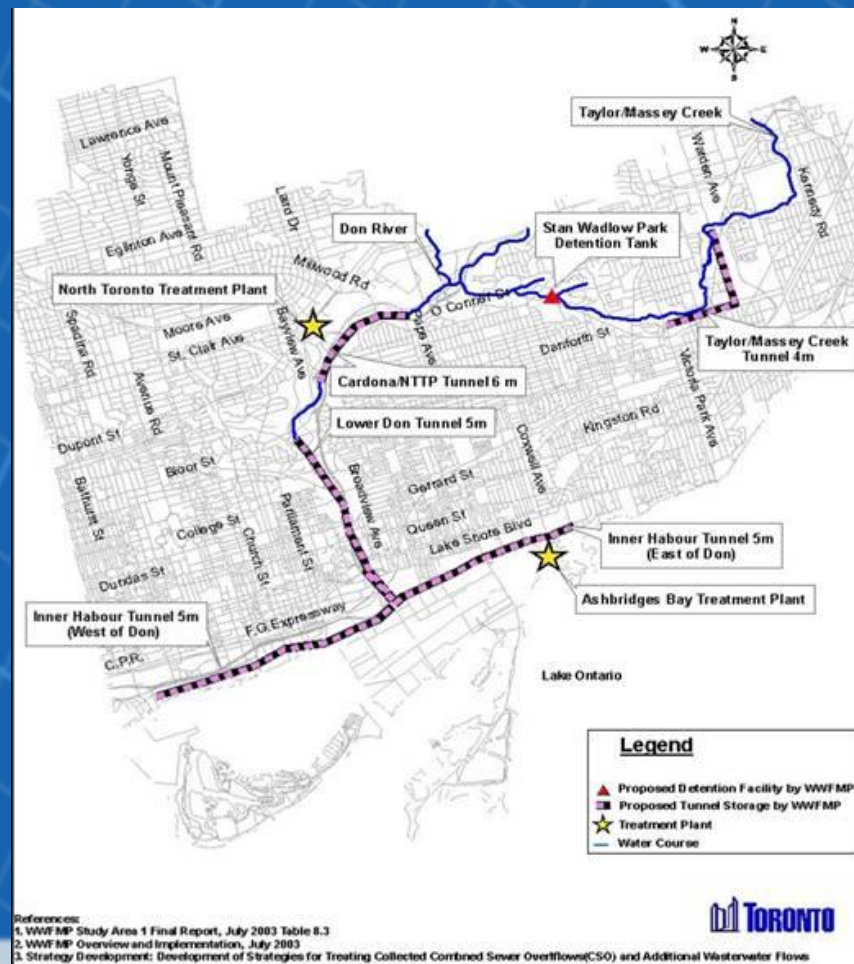 N
W E
S
Taylor/Massey Creek
Lawrence Ave
Yonge St
Mount Pleasant Rd
Warden Ave
Kennedy Rd
Laird Dr
Eglinton Ave
Don River
Stan Wadlow Park
Detention Tank
Millwood Rd
North Toronto Treatment Plant
O Conner St
Spadina Rd
Moore Ave
Bayview Ave
St. Clair Ave
Pape Ave
Danforth St
Taylor/Massey Creek
Tunnel 4m
Avenue Rd
Cardona/NTTP Tunnel 6 m
Victoria Park Ave
Lower Don Tunnel 5m
Kingston Rd
Dupont St
Bloor St
Coxwell Ave
Bathurst St
Broadview Ave
Gerrard St
Parliament St
College St
Queen St
Church St
Lake Shore Blvd
Inner Habour Tunnel 5m
(East of Don)
Dundas St
Ashbridges Bay Treatment Plant
Inner Habour Tunnel 5m
(West of Don)
F.G. Expressway
C.P.R.
Lake Ontario
Legend
Proposed Detention Facility by WWFMP
Proposed Tunnel Storage by WWFMP
Treatment Plant
Water Course
TORONTO
References:
1. WWFMP Study Area 1 Final Report, July 2003 Table 8.3
2. WWFMP Overview and Implementation, July 2003
3. Strategy Development: Development of Strategies for Treating Collected Combned Sewer Overtlows(CSO) and Additional Wasterwater Flows